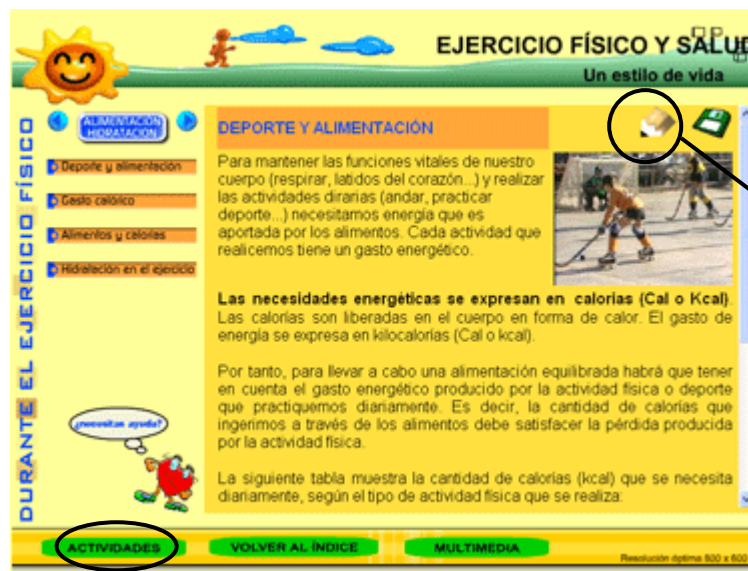 EJERCICIO FÍSICO Y SALUD
Un estilo de vida
ALIMENTACIÓN
HIDRATACIÓN
Deporte y alimentación
Gasto calórico
Alimentos y calorías
Hidratación en el ejercicio
DURANTE EL EJERCICIO FÍSICO
¿necesitas ayuda?
DEPORTE Y ALIMENTACIÓN
Para mantener las funciones vitales de nuestro
cuerpo (respirar, latidos del corazón...) y realizar
las actividades dirarias (andar, practicar
deporte...) necesitamos energía que es
aportada por los alimentos. Cada actividad que
realicemos tiene un gasto energético.
Las necesidades energéticas se expresan en calorías (Cal o Kcal).
Las calorías son liberadas en el cuerpo en forma de calor. El gasto de
energía se expresa en kilocalorías (Cal o kcal).
Por tanto, para llevar a cabo una alimentación equilibrada habrá que tener
en cuenta el gasto energético producido por la actividad física o deporte
que practiquemos diariamente. Es decir, la cantidad de calorías que
ingerimos a través de los alimentos debe satisfacer la pérdida producida
por la actividad física.
La siguiente tabla muestra la cantidad de calorías (kcal) que se necesita
diariamente, según el tipo de actividad física que se realiza:
ACTIVIDADES
VOLVER AL ÍNDICE
MULTIMEDIA
Resolución óptima 800 x 600